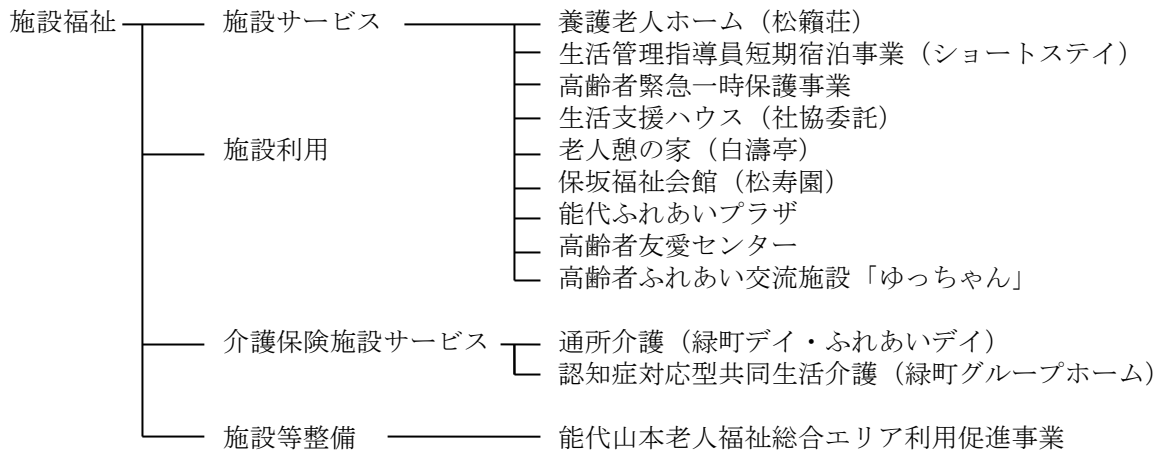 施設福祉 施設サービス 養護老人ホーム（松籟荘）
生活管理指導員短期宿泊事業（ショートステイ）
高齢者緊急一時保護事業
生活支援ハウス（社協委託）
施設利用 老人憩の家（白濤亭）
保坂福祉会館（松寿園）
能代ふれあいプラザ
高齢者友愛センター
高齢者ふれあい交流施設「ゆっちゃん」
介護保険施設サービス 通所介護（緑町デイ・ふれあいデイ）
認知症対応型共同生活介護（緑町グループホーム）
施設等整備 能代山本老人福祉総合エリア利用促進事業